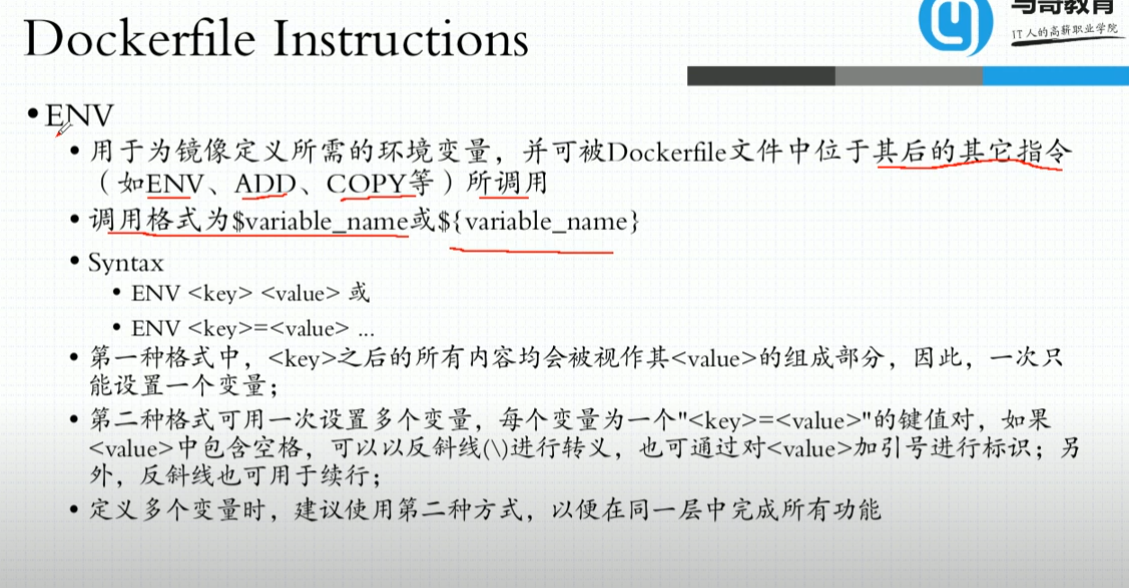 马哥教育
IT人的高薪职业学院
Dockerfile Instructions
•ENV
• 用于为镜像定义所需的环境变量，并可被Dockerfile文件中位于其后的其它指令
（如ENV、ADD、COPY等）所调用
• 调用格式为$variable_name或${variable_name}
• Syntax
• ENV <key> <value> 或
• ENV <key>=<value> ...
• 第一种格式中，<key>之后的所有内容均会被视作其<value>的组成部分，因此，一次只
能设置一个变量；
• 第二种格式可用一次设置多个变量，每个变量为一个"<key>=<value>"的键值对，如果
<value>中包含空格，可以以反斜线(\)进行转义，也可通过对<value>加引号进行标识；另
外，反斜线也可用于续行；
• 定义多个变量时，建议使用第二种方式，以便在同一层中完成所有功能